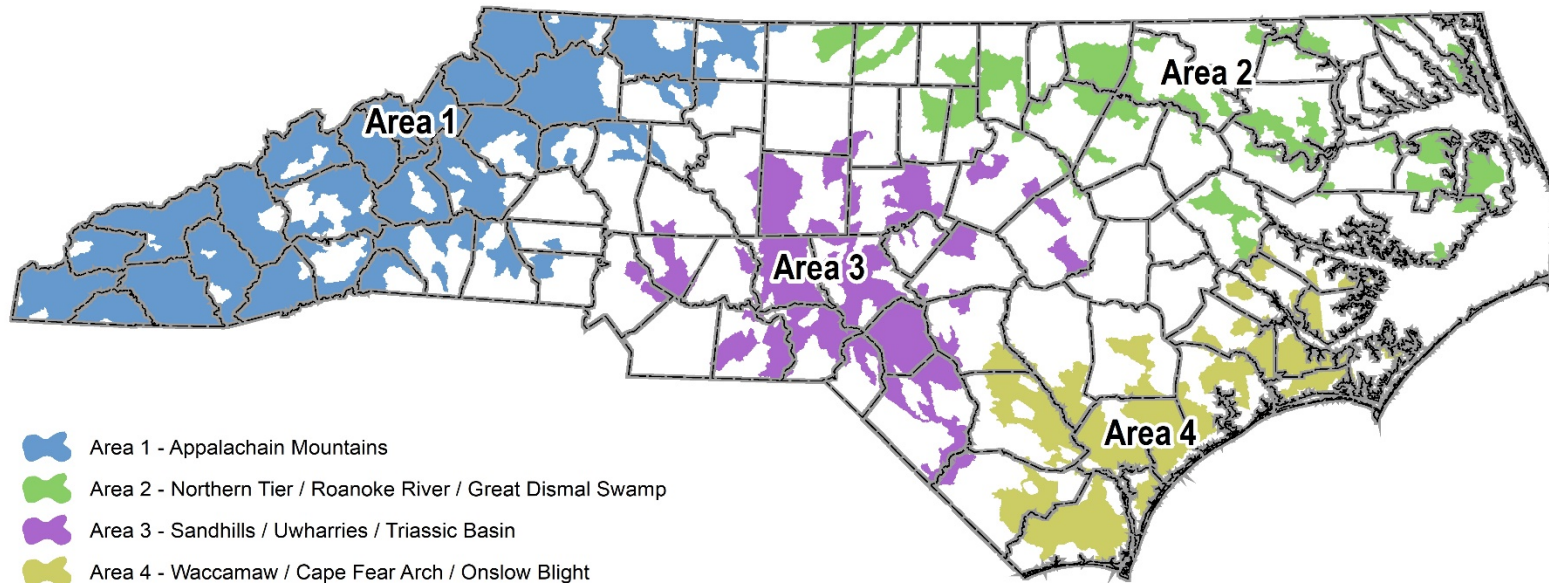 Area 1
Area 2
Area 3
Area 4
Area 1 - Appalachain Mountains
Area 2 - Northern Tier / Roanoke River / Great Dismal Swamp
Area 3 - Sandhills / Uwharries / Triassic Basin
Area 4 - Waccamaw / Cape Fear Arch / Onslow Blight